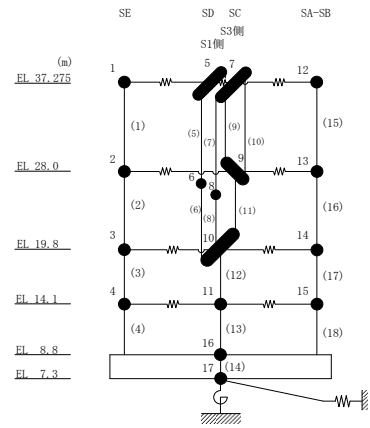 SE SD SC SA-SB
S3側
S1側
(m)
1 5 7 12
EL 37.275
(1) (5) (7) (9) (10) (15)
2 9 13
EL 28.0
6 8
(2) (6) (8) (11) (16)
3 10 14
EL 19.8
(3) (12) (17)
4 11 15
EL 14.1
(4) (13) (18)
16
EL 8.8
17 (14)
EL 7.3